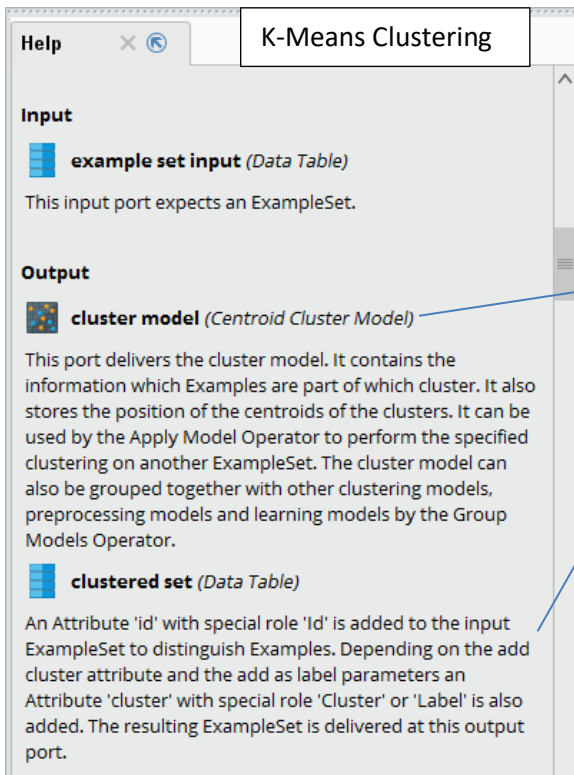 Help
K-Means Clustering
Input
example set input (Data Table)
This input port expects an ExampleSet.
Output
cluster model (Centroid Cluster Model)
This port delivers the cluster model. It contains the
information which Examples are part of which cluster. It also
stores the position of the centroids of the clusters. It can be
used by the Apply Model Operator to perform the specified
clustering on another ExampleSet. The cluster model can
also be grouped together with other clustering models,
preprocessing models and learning models by the Group
Models Operator.
clustered set (Data Table)
An Attribute 'id' with special role 'Id' is added to the input
ExampleSet to distinguish Examples. Depending on the add
cluster attribute and the add as label parameters an
Attribute 'cluster' with special role 'Cluster' or 'Label' is also
added. The resulting ExampleSet is delivered at this output
port.